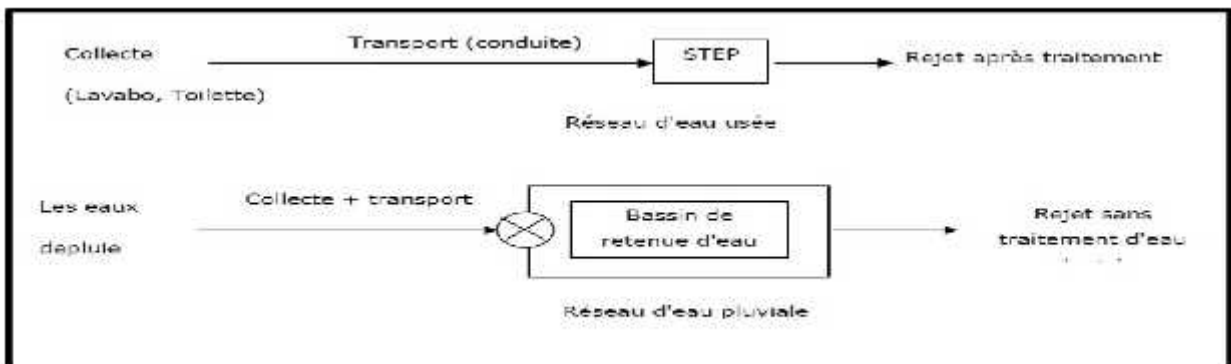 Collecte
(Lavabo, Toilette)
Transport (conduite)
STEP
Rejet après traitement
Réseau d'eau usée
Les eaux
depluie
Collecte + transport
Bassin de
retenue d'eau
Rejet sans
traitement d'eau
Réseau d'eau pluviale